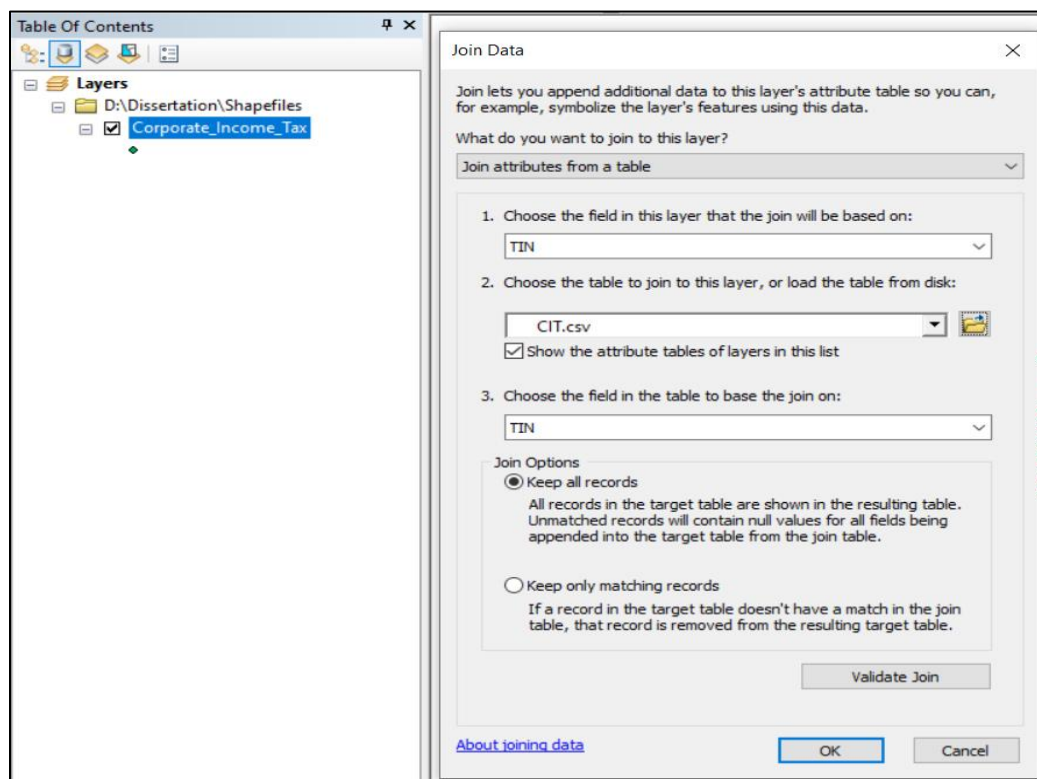 Table Of Contents
Layers
D:\Dissertation\Shapefiles
Corporate_Income_Tax
Join Data
Join lets you append additional data to this layer's attribute table so you can,
for example, symbolize the layer's features using this data.
What do you want to join to this layer?
Join attributes from a table
1. Choose the field in this layer that the join will be based on:
TIN
2. Choose the table to join to this layer, or load the table from disk:
CIT.csv
Show the attribute tables of layers in this list
3. Choose the field in the table to base the join on:
TIN
Join Options
Keep all records
All records in the target table are shown in the resulting table.
Unmatched records will contain null values for all fields being
appended into the target table from the join table.
Keep only matching records
If a record in the target table doesn't have a match in the join
table, that record is removed from the resulting target table.
Validate Join
About joining data
OK
Cancel